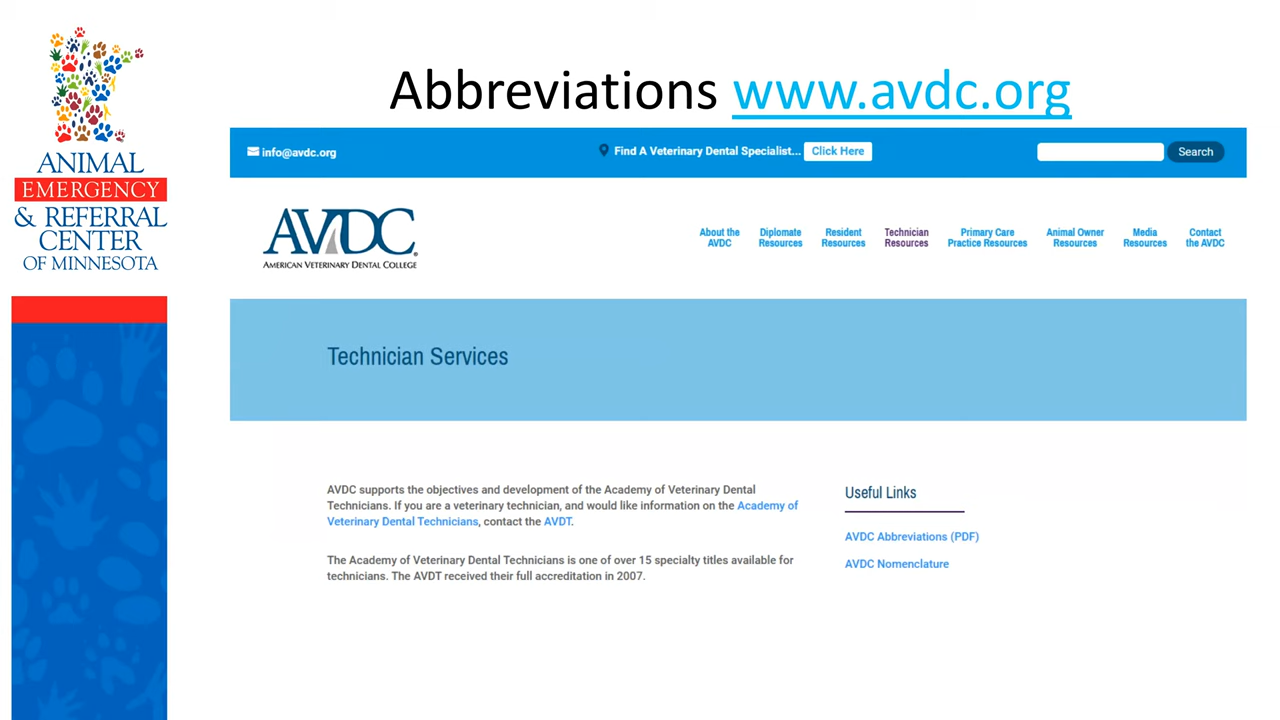 Abbreviations www.avdc.org
ANIMAL
EMERGENCY
& REFERRAL
CENTER
OF MINNESOTA
info@avdc.org
Find A Veterinary Dental Specialist... Click Here
Search
AVDC®
AMERICAN VETERINARY DENTAL COLLEGE
About the
AVDC
Diplomate
Resources
Resident
Resources
Technician
Resources
Primary Care
Practice Resources
Animal Owner
Resources
Media
Resources
Contact
the AVDC
Technician Services
AVDC supports the objectives and development of the Academy of Veterinary Dental
Technicians. If you are a veterinary technician, and would like information on the Academy of
Veterinary Dental Technicians, contact the AVDT.
The Academy of Veterinary Dental Technicians is one of over 15 specialty titles available for
technicians. The AVDT received their full accreditation in 2007.
Useful Links
AVDC Abbreviations (PDF)
AVDC Nomenclature